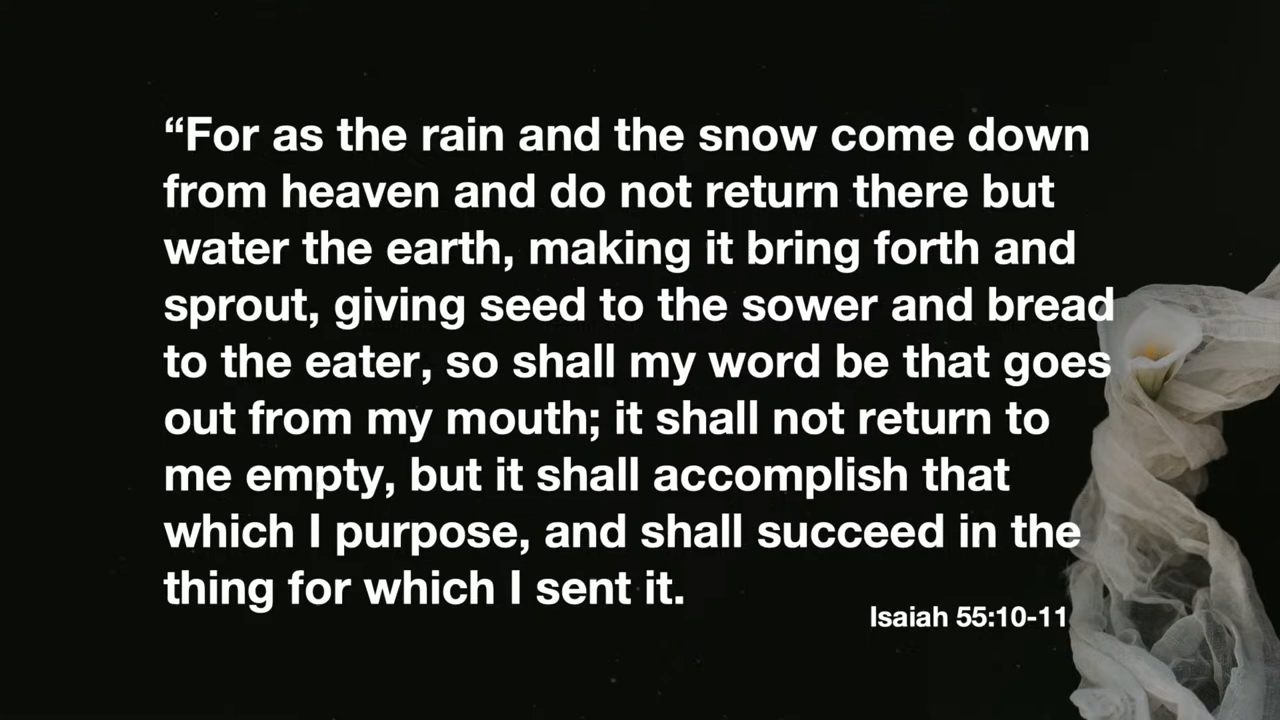 “For as the rain and the snow come down
from heaven and do not return there but
water the earth, making it bring forth and
sprout, giving seed to the sower and bread
to the eater, so shall my word be that goes
out from my mouth; it shall not return to
me empty, but it shall accomplish that
which I purpose, and shall succeed in the
thing for which I sent it.
Isaiah 55:10-11